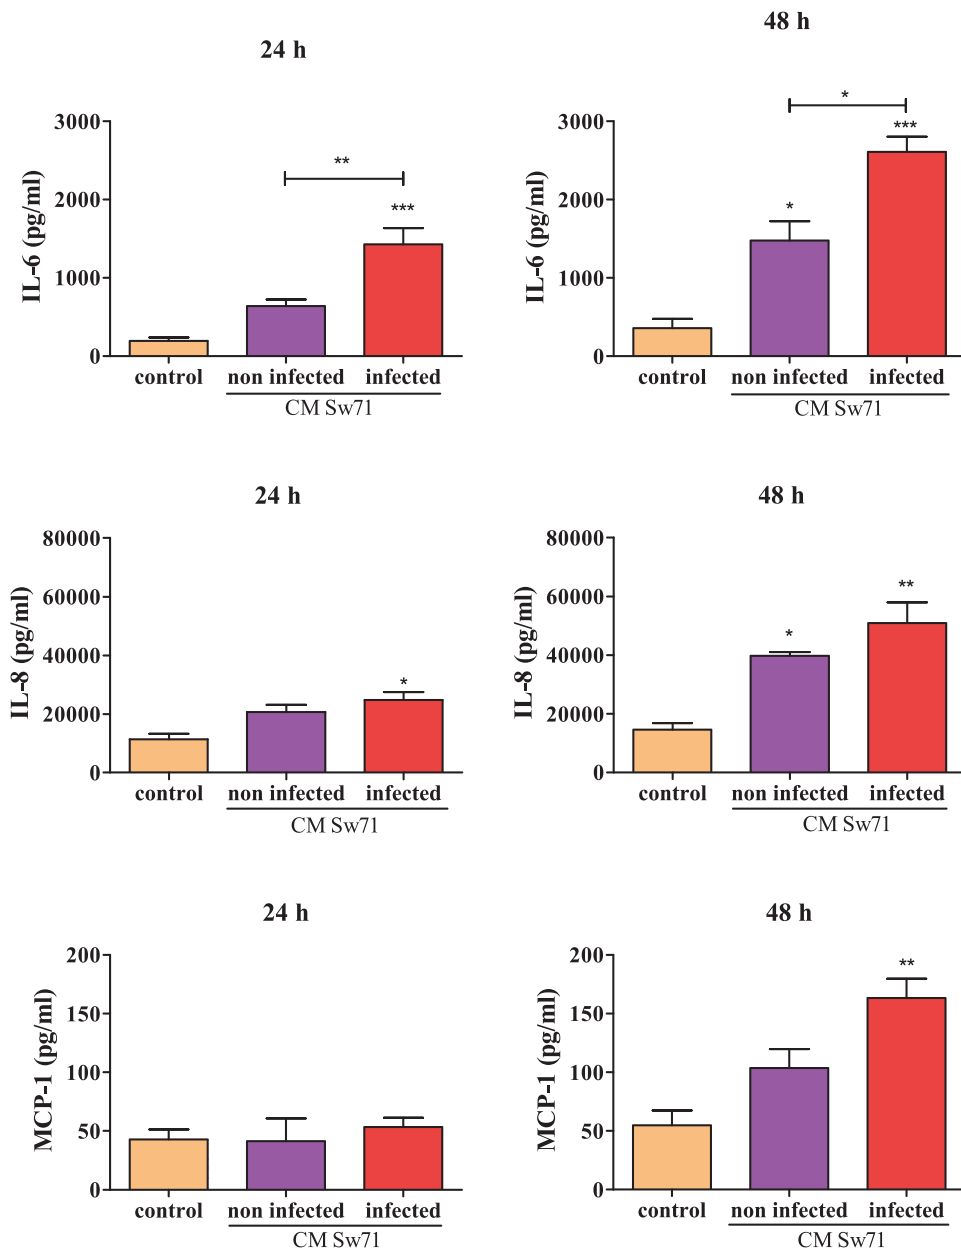 24 h
IL-6 (pg/ml)
3000
2000
1000
0
**
***
control non infected infected
CM Sw71
48 h
IL-6 (pg/ml)
3000
2000
1000
0
*
***
*
control non infected infected
CM Sw71
24 h
IL-8 (pg/ml)
80000
60000
40000
20000
0
*
control non infected infected
CM Sw71
48 h
IL-8 (pg/ml)
80000
60000
40000
20000
0
**
*
control non infected infected
CM Sw71
24 h
MCP-1 (pg/ml)
200
150
100
50
0
control non infected infected
CM Sw71
48 h
MCP-1 (pg/ml)
200
150
100
50
0
**
control non infected infected
CM Sw71